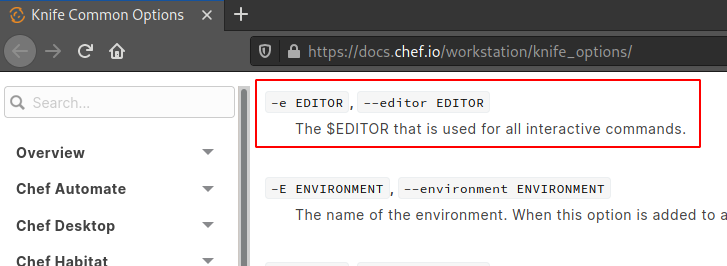 Knife Common Options
https://docs.chef.io/workstation/knife_options/
Search...
Overview
Chef Automate
Chef Desktop
Chef Habitat
-e EDITOR, --editor EDITOR
The $EDITOR that is used for all interactive commands.
-E ENVIRONMENT, --environment ENVIRONMENT
The name of the environment. When this option is added to a